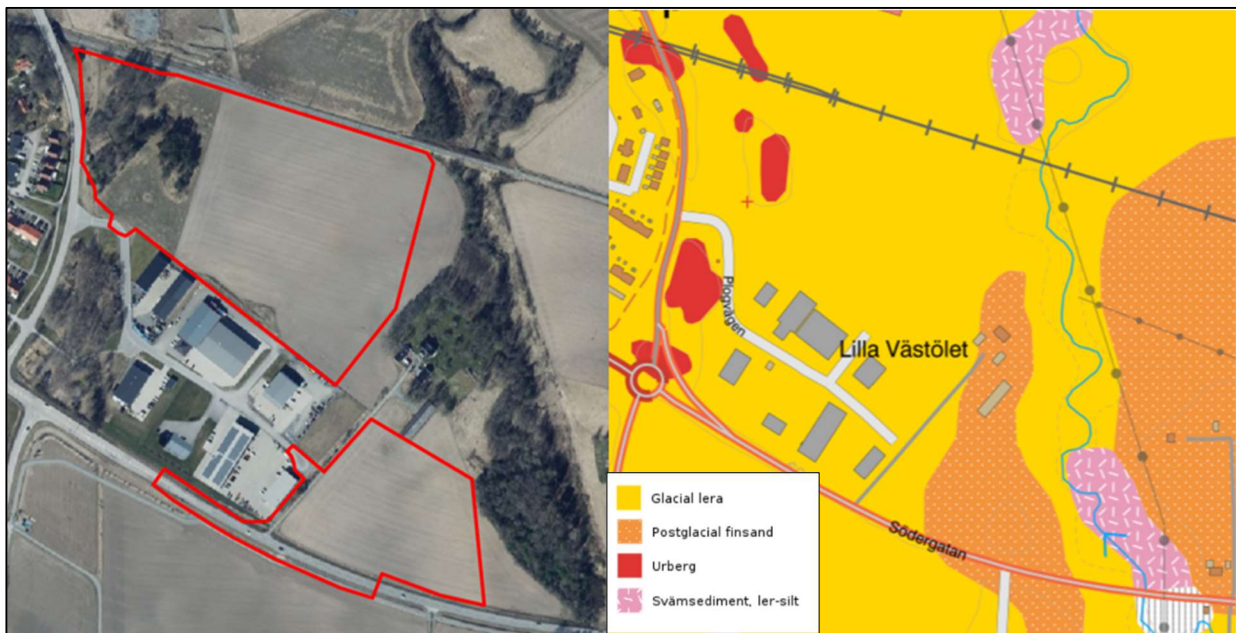 Plogvägen
Lilla Västölet
Södergatan
Glacial lera
Postglacial finsand
Urberg
Svämsediment, ler-silt